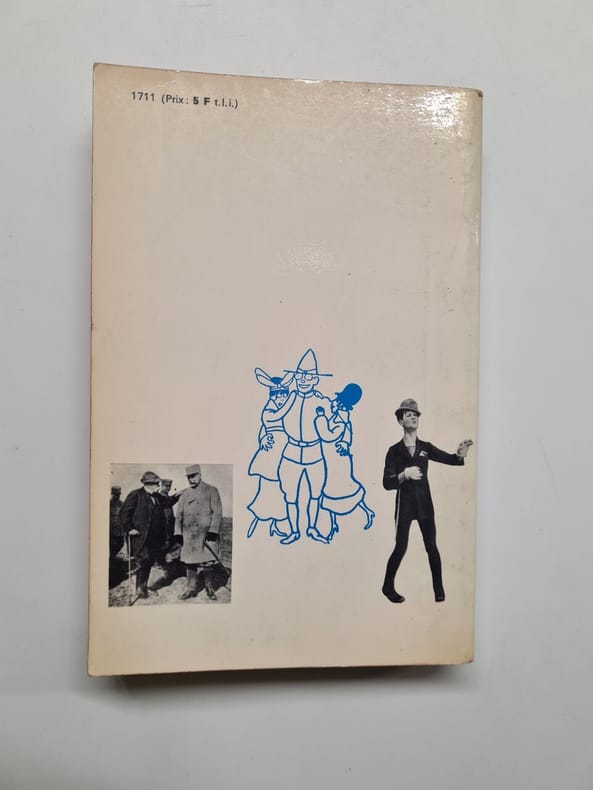 1711 (Prix : 5 F t.l.i.)